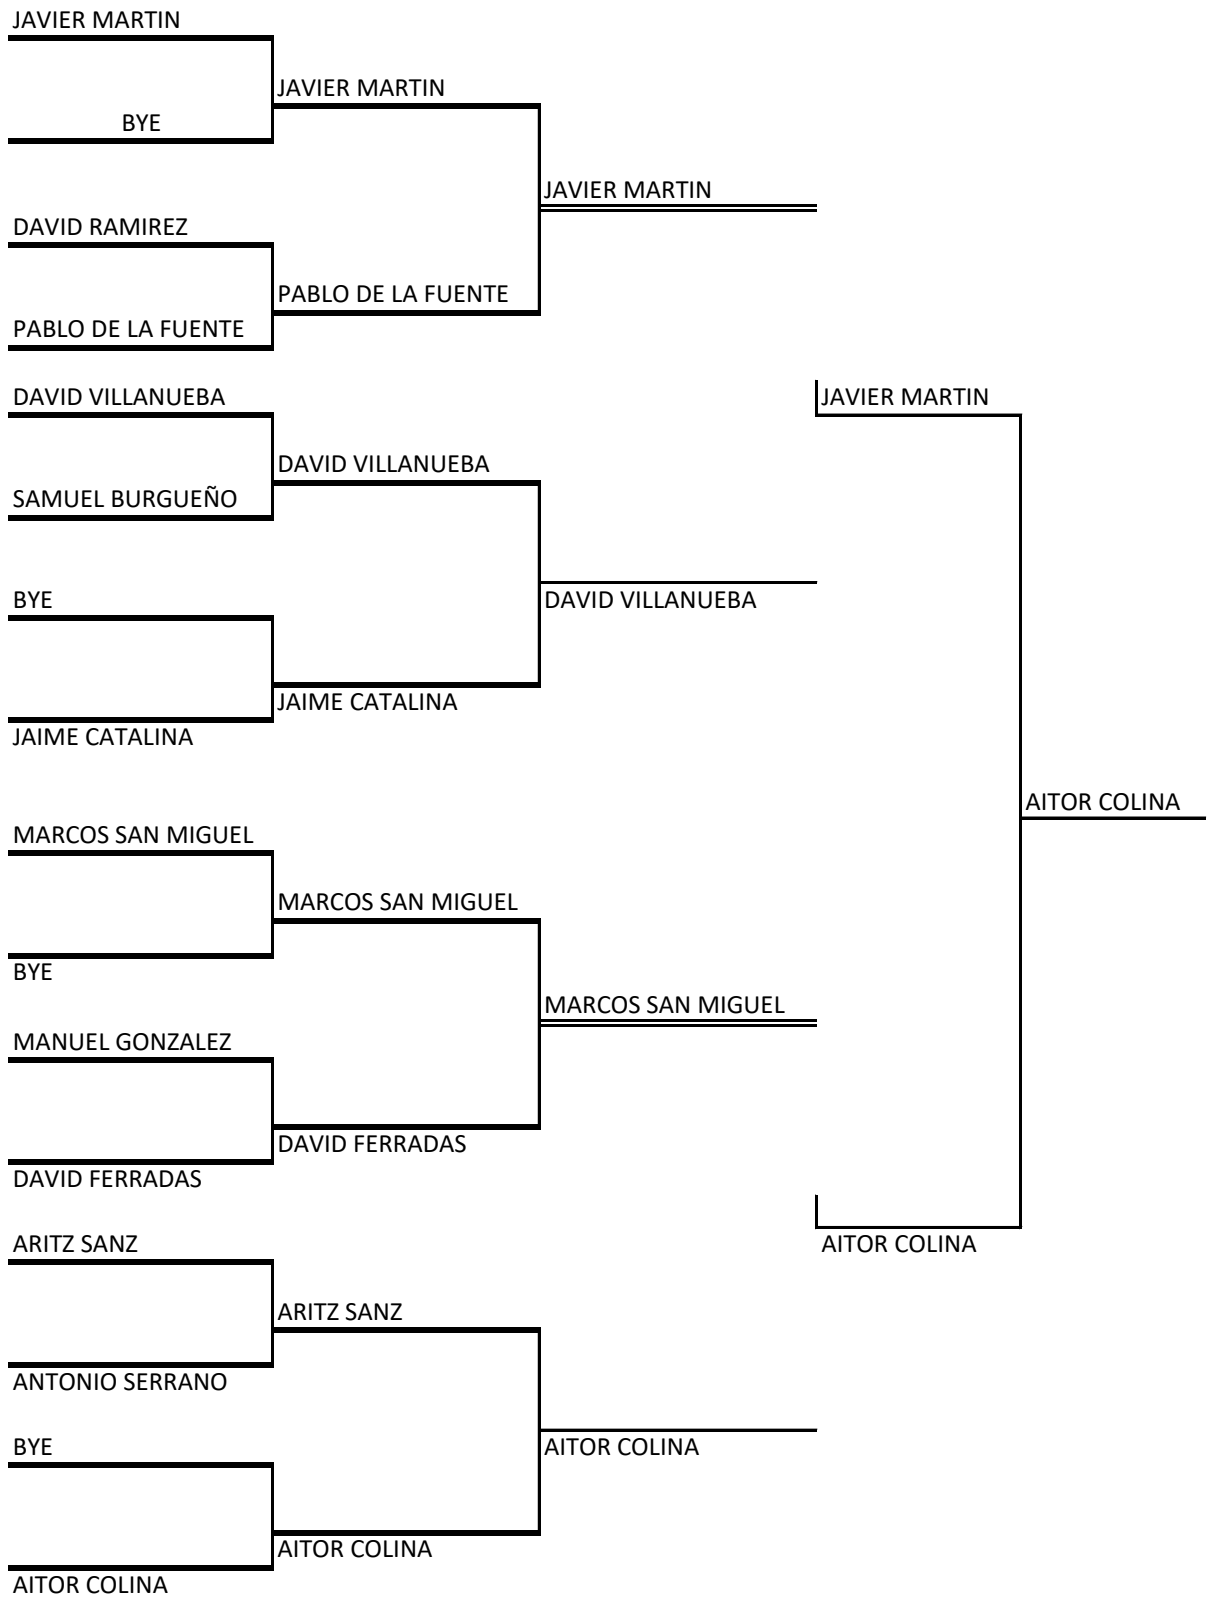 JAVIER MARTIN
JAVIER MARTIN
BYE
JAVIER MARTIN
DAVID RAMIREZ
PABLO DE LA FUENTE
PABLO DE LA FUENTE
DAVID VILLANUEBA
JAVIER MARTIN
DAVID VILLANUEBA
SAMUEL BURGUEÑO
BYE
DAVID VILLANUEBA
JAIME CATALINA
JAIME CATALINA
AITOR COLINA
MARCOS SAN MIGUEL
MARCOS SAN MIGUEL
BYE
MARCOS SAN MIGUEL
MANUEL GONZALEZ
DAVID FERRADAS
DAVID FERRADAS
ARITZ SANZ
AITOR COLINA
ARITZ SANZ
ANTONIO SERRANO
BYE
AITOR COLINA
AITOR COLINA
AITOR COLINA